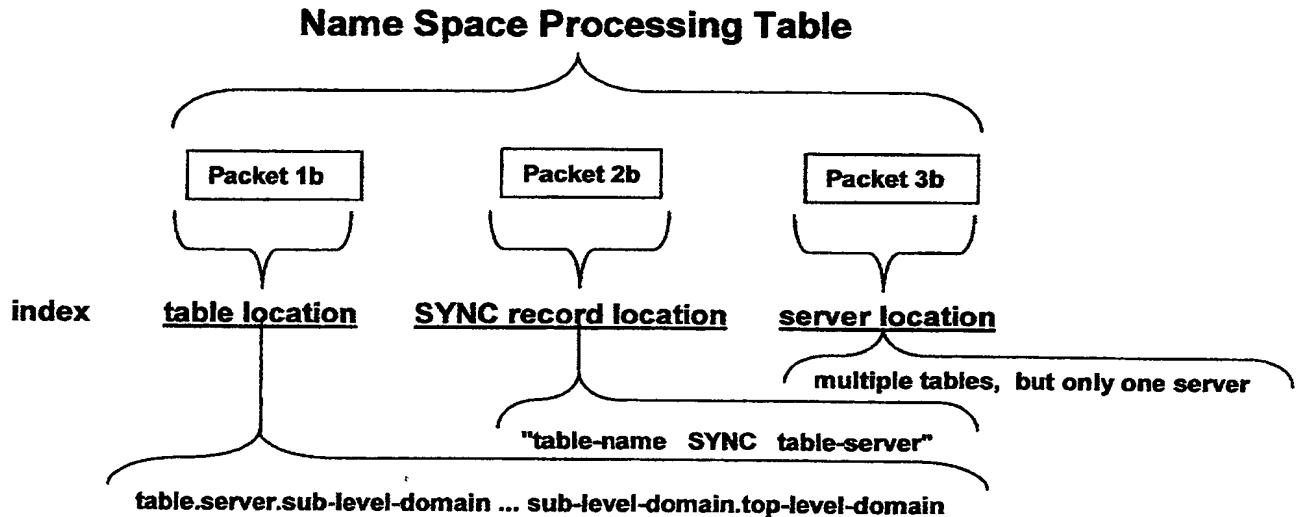 Name Space Processing Table
Packet 1b Packet 2b Packet 3b
index table location SYNC record location server location
multiple tables, but only one server
"table-name SYNC table-server"
table.server.sub-level-domain ... sub-level-domain.top-level-domain